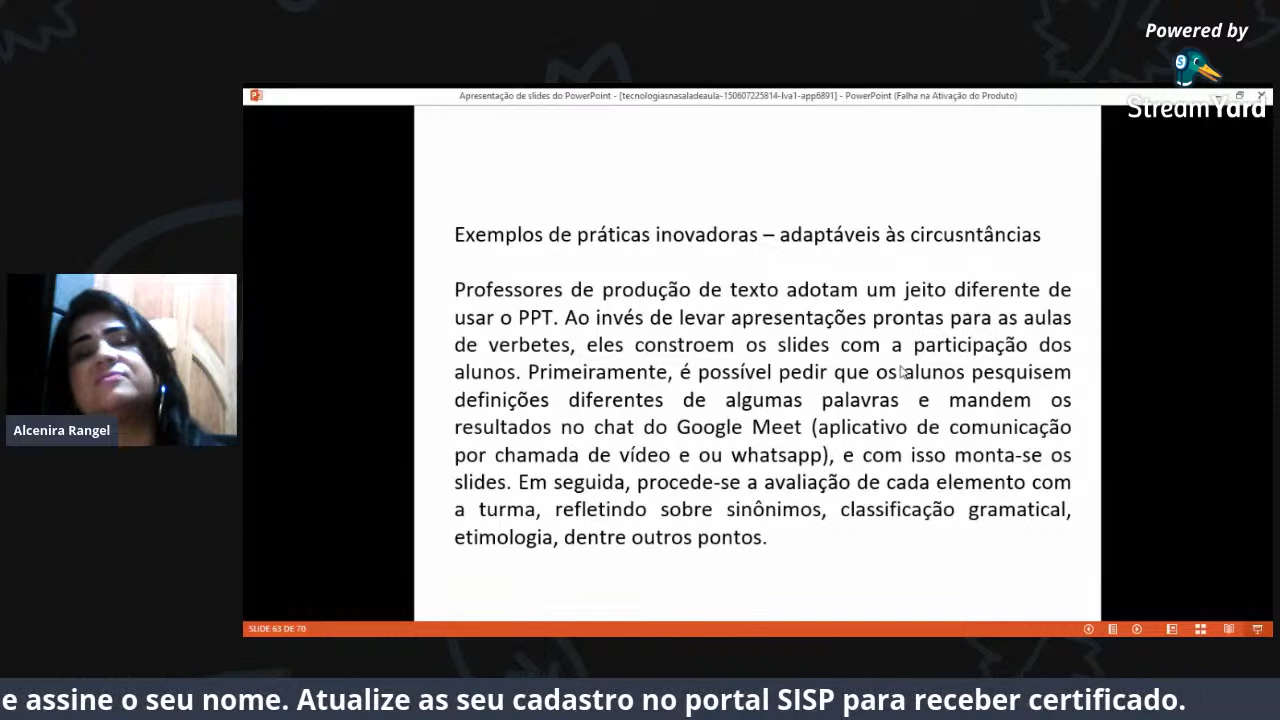 Powered by
StreamYard
Apresentação de slides do PowerPoint - [tecnologiasnasaladeaula-150607225814-lva1-app6891] - PowerPoint (Falha na Ativação do Produto)
Exemplos de práticas inovadoras – adaptáveis às circusntâncias
Professores de produção de texto adotam um jeito diferente de
usar o PPT. Ao invés de levar apresentações prontas para as aulas
de verbetes, eles constroem os slides com a participação dos
alunos. Primeiramente, é possível pedir que os alunos pesquisem
definições diferentes de algumas palavras e mandem os
resultados no chat do Google Meet (aplicativo de comunicação
por chamada de vídeo e ou whatsapp), e com isso monta-se os
slides. Em seguida, procede-se a avaliação de cada elemento com
a turma, refletindo sobre sinônimos, classificação gramatical,
etimologia, dentre outros pontos.
Alcenira Rangel
SLIDE 63 DE 70
e assine o seu nome. Atualize as seu cadastro no portal SISP para receber certificado.